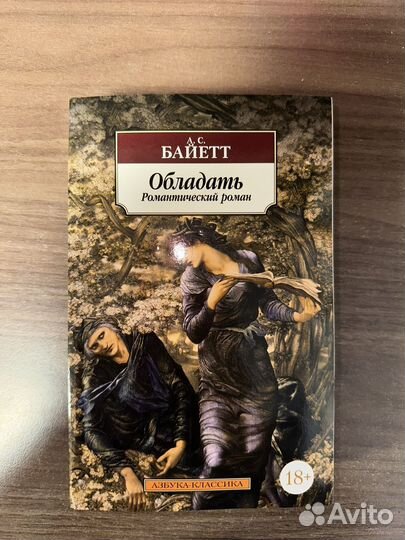 А. С.
БАЙЕТТ
Обладать
Романтический роман
АЗБУКА-КЛАССИКА
18+
Avito